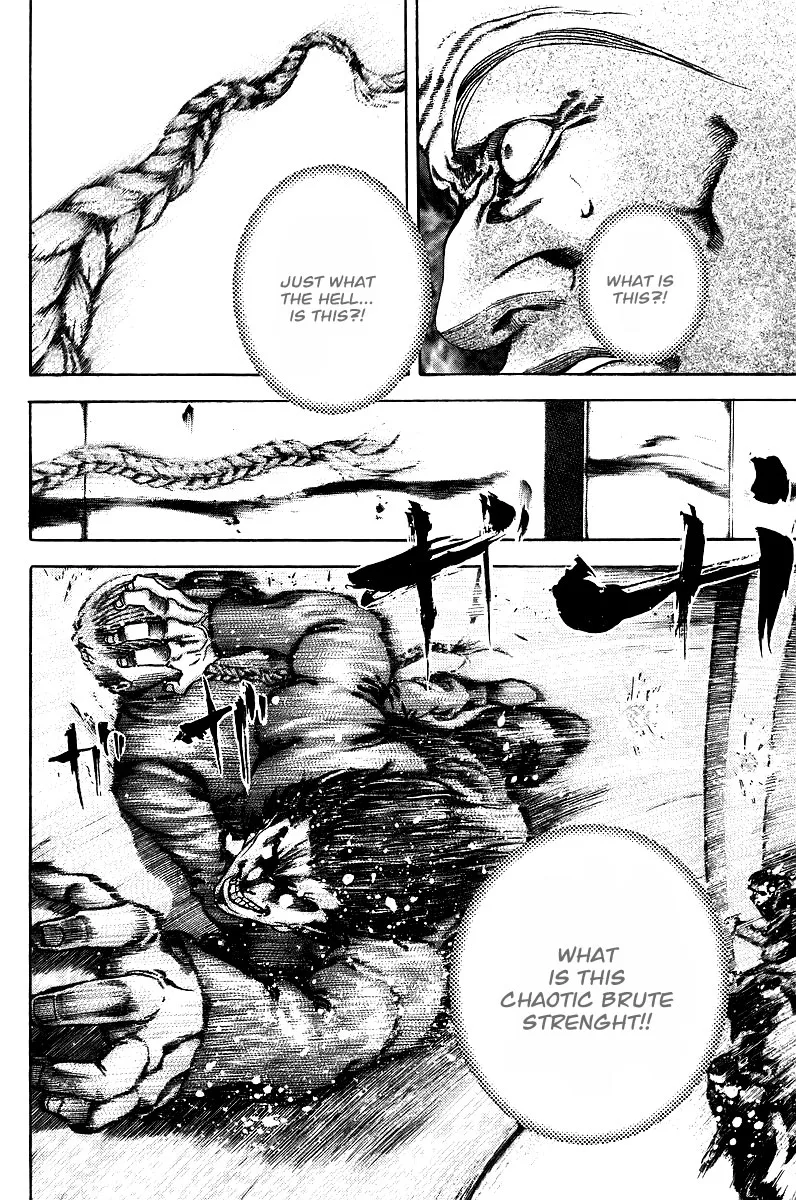 WHAT IS
THIS?!
JUST WHAT
THE HELL...
IS THIS?!
WHAT
IS THIS
CHAOTIC BRUTE
STRENGHT!!